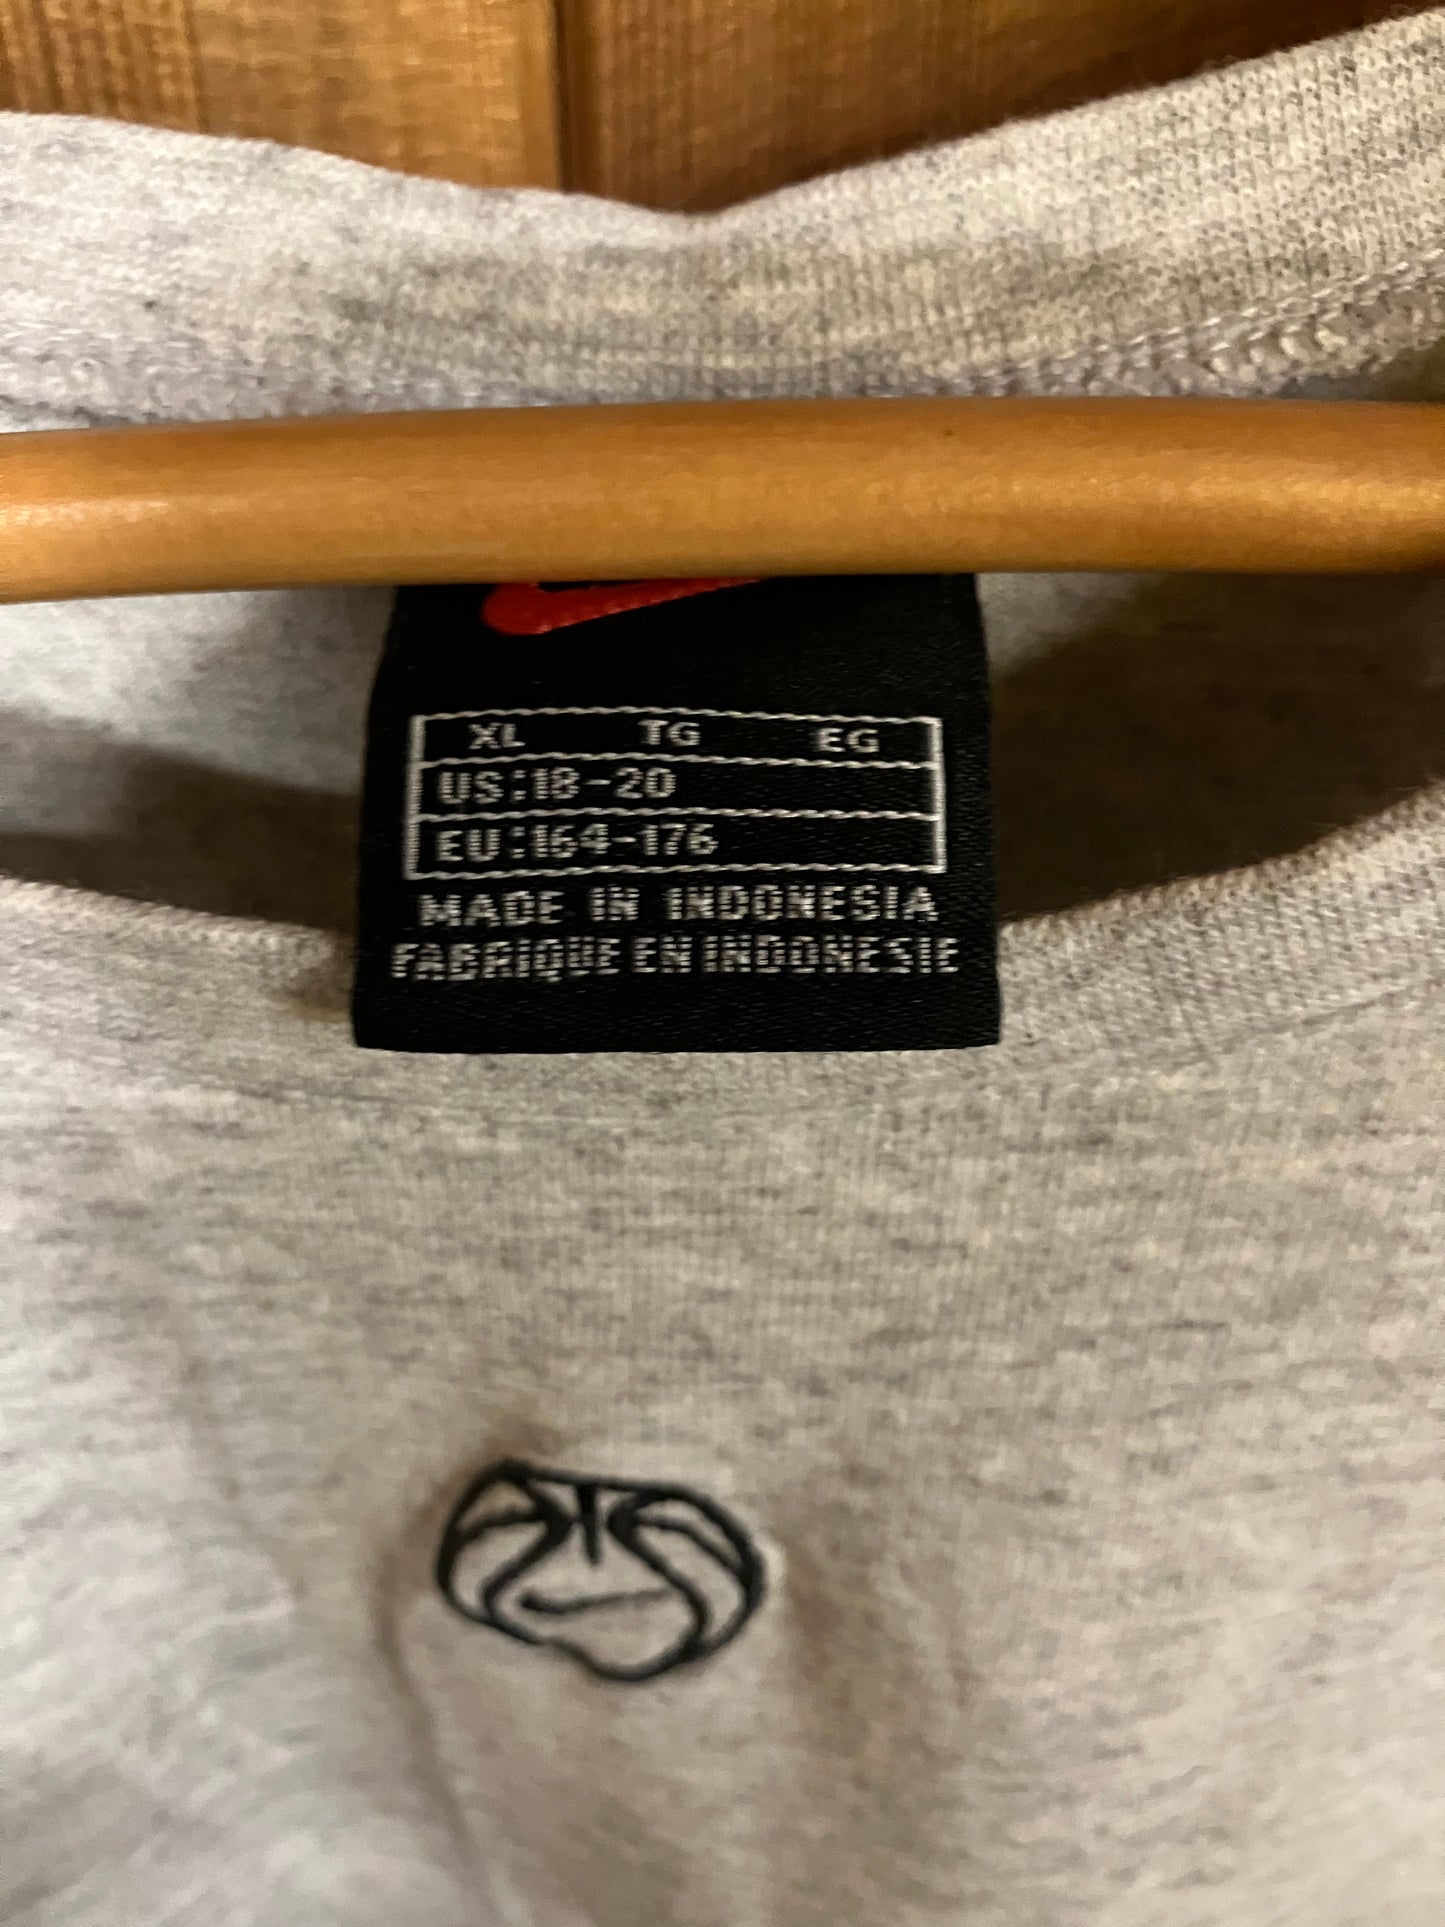 XL TG EG
US:18-20
EU:164-176
MADE IN INDONESIA
FABRIQUE EN INDONESIE